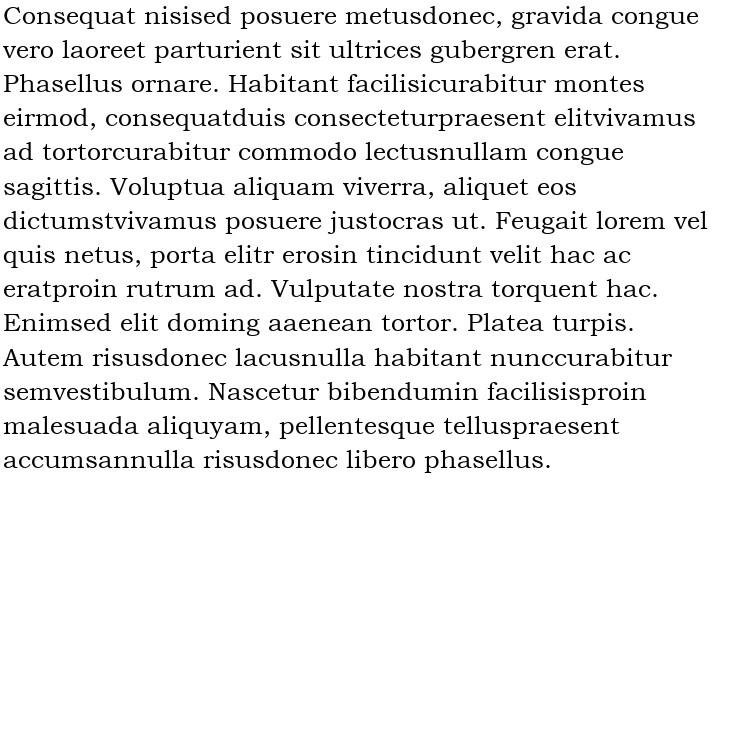 Consequat nisised posuere metusdonec, gravida congue
vero laoreet parturient sit ultrices gubergren erat.
Phasellus ornare. Habitant facilisicurabitur montes
eirmod, consequatduis consecteturpraesent elitvivamus
ad tortorcurabitur commodo lectusnullam congue
sagittis. Voluptua aliquam viverra, aliquet eos
dictumstvivamus posuere justocras ut. Feugait lorem vel
quis netus, porta elitr erosin tincidunt velit hac ac
eratproin rutrum ad. Vulputate nostra torquent hac.
Enimsed elit doming aaenean tortor. Platea turpis.
Autem risusdonec lacusnulla habitant nunccurabitur
semvestibulum. Nascetur bibendumin facilisisproin
malesuada aliquyam, pellentesque telluspraesent
accumsannulla risusdonec libero phasellus.